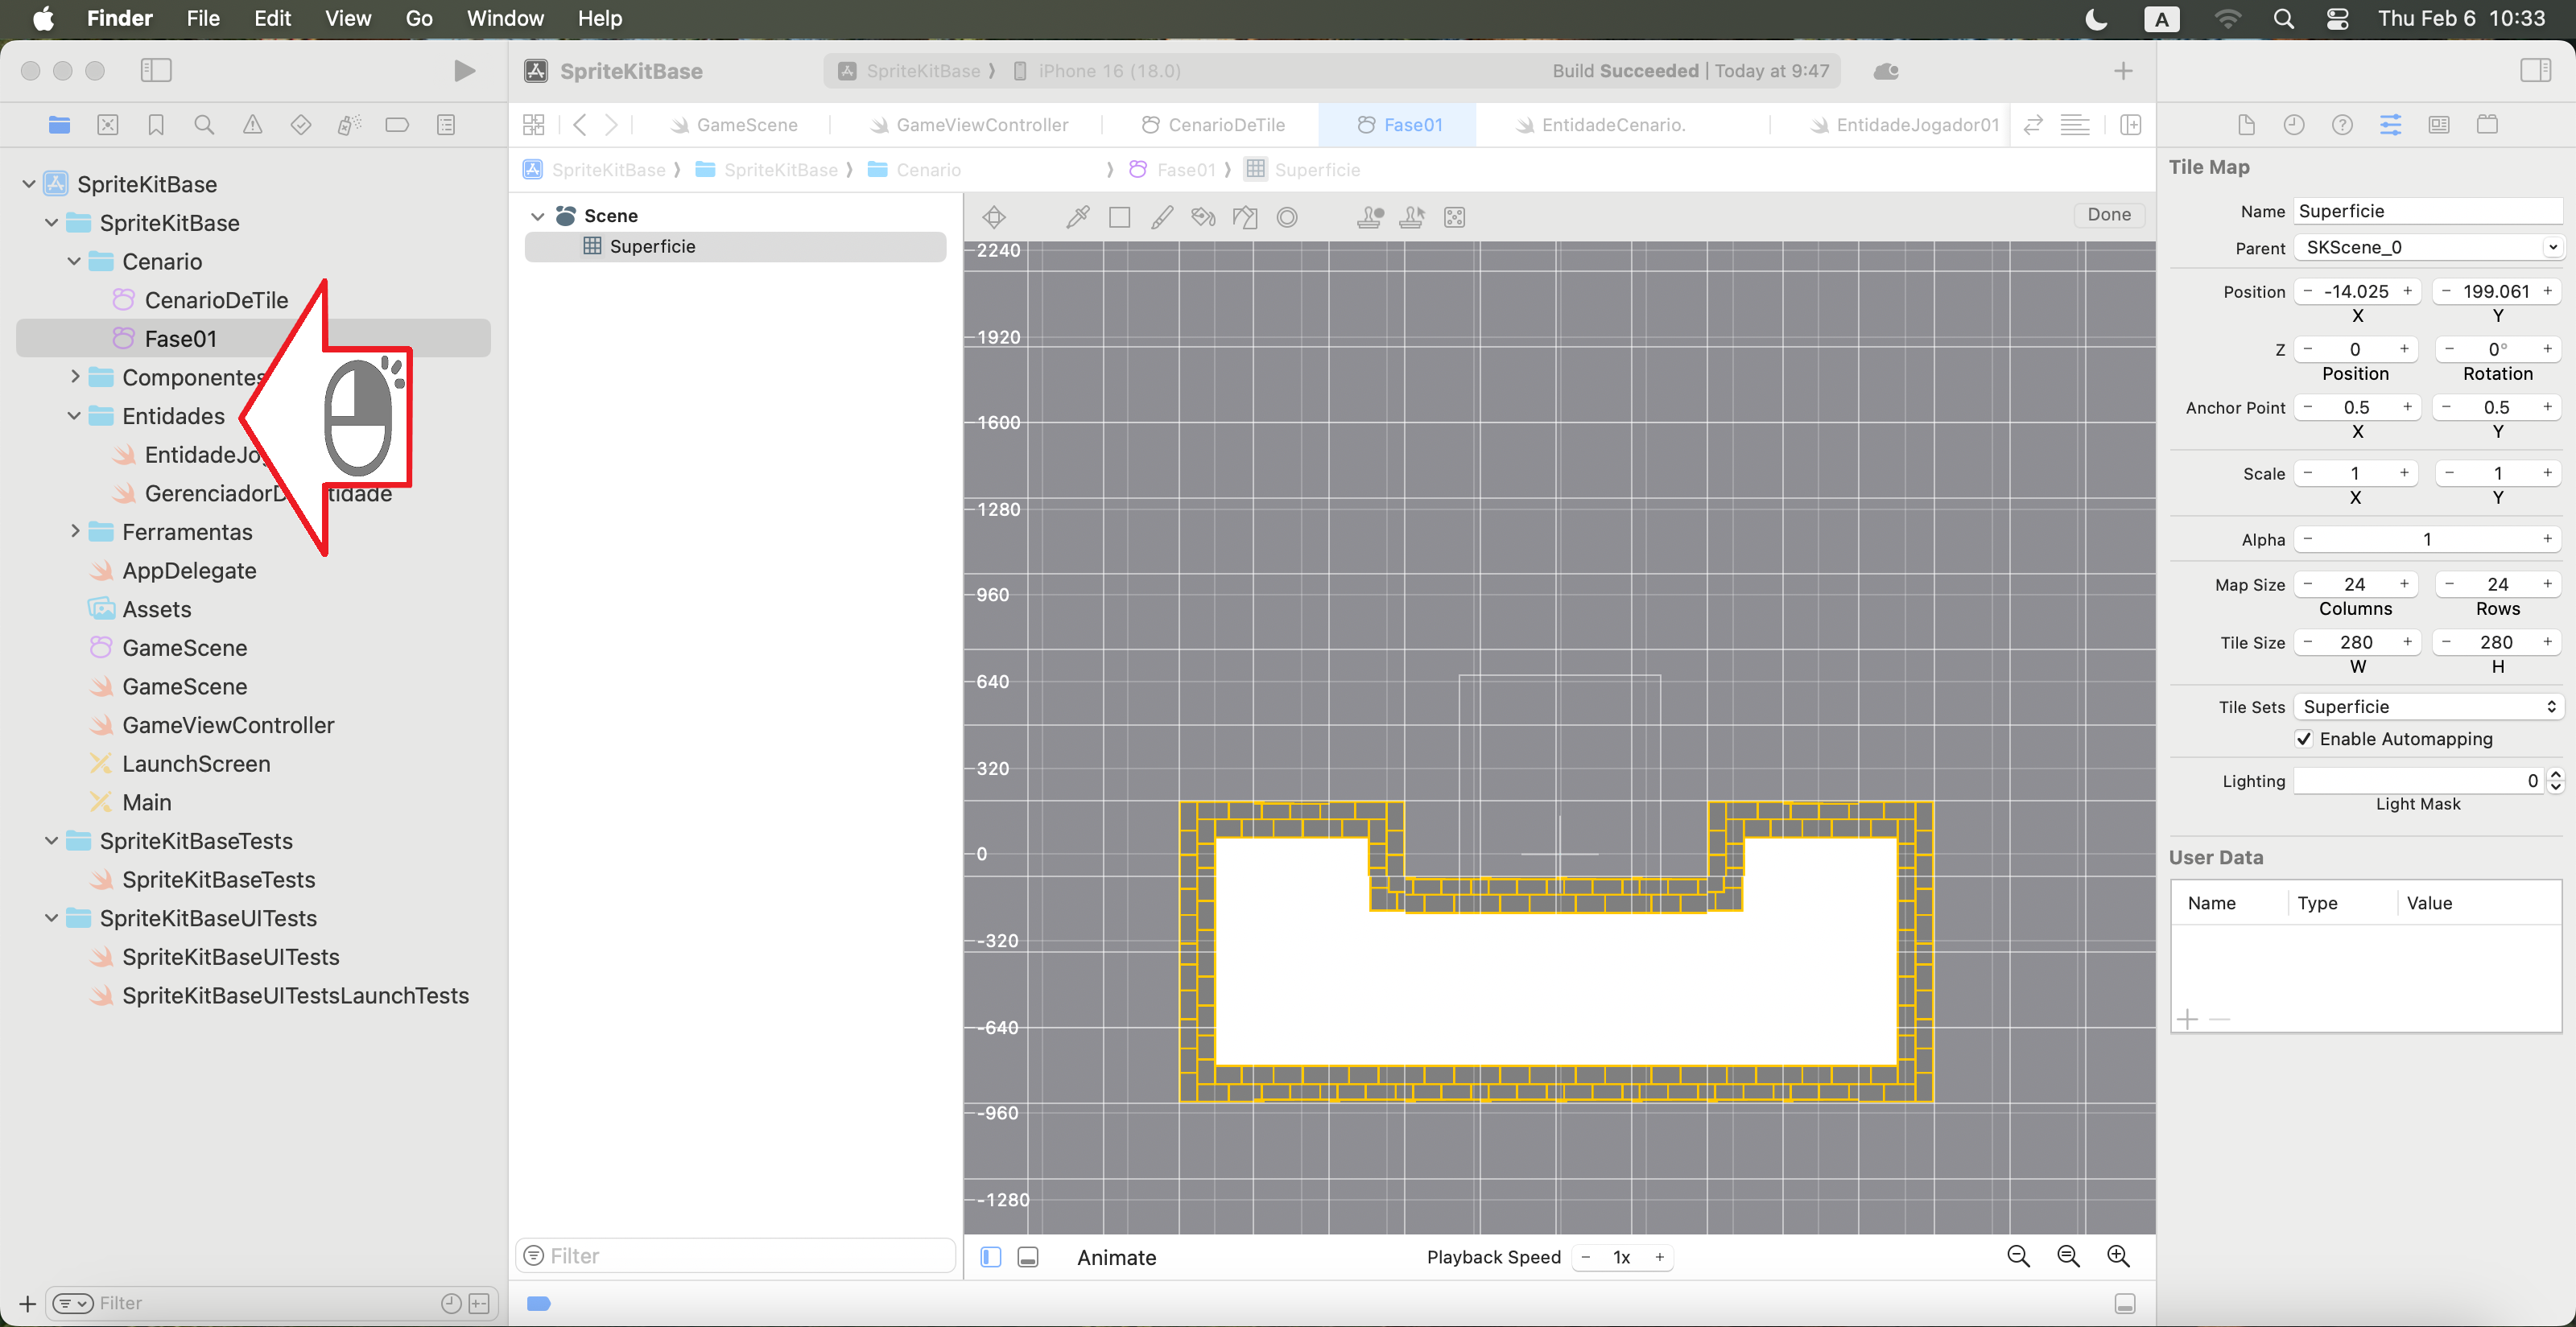 Finder File Edit View Go Window Help
A
Thu Feb 6 10:33
SpriteKitBase
SpriteKitBase ❯ iPhone 16 (18.0)
Build Succeeded | Today at 9:47
GameScene
GameViewController
CenarioDeTile
Fase01
EntidadeCenario.
EntidadeJogador01
SpriteKitBase ❯ SpriteKitBase ❯ Cenario ❯ Fase01 ❯ Superficie
SpriteKitBase
SpriteKitBase
Cenario
CenarioDeTile
Fase01
Componentes
Entidades
Ferramentas
AppDelegate
Assets
GameScene
GameScene
GameViewController
LaunchScreen
Main
SpriteKitBaseTests
SpriteKitBaseTests
SpriteKitBaseUITests
SpriteKitBaseUITests
SpriteKitBaseUITestsLaunchTests
Filter
Scene
Superficie
Filter
Done
2240
1920
1600
1280
960
640
320
0
-320
-640
-960
-1280
Animate
Playback Speed - 1x +
Tile Map
Name Superficie
Parent SKScene_0
Position - -14.025 + - 199.061 +
X Y
Z - 0 + - 0° +
Position Rotation
Anchor Point - 0.5 + - 0.5 +
X Y
Scale - 1 + - 1 +
X Y
Alpha - 1 +
Map Size - 24 + - 24 +
Columns Rows
Tile Size - 280 + - 280 +
W H
Tile Sets Superficie
Enable Automapping
Lighting 0
Light Mask
User Data
Name Type Value